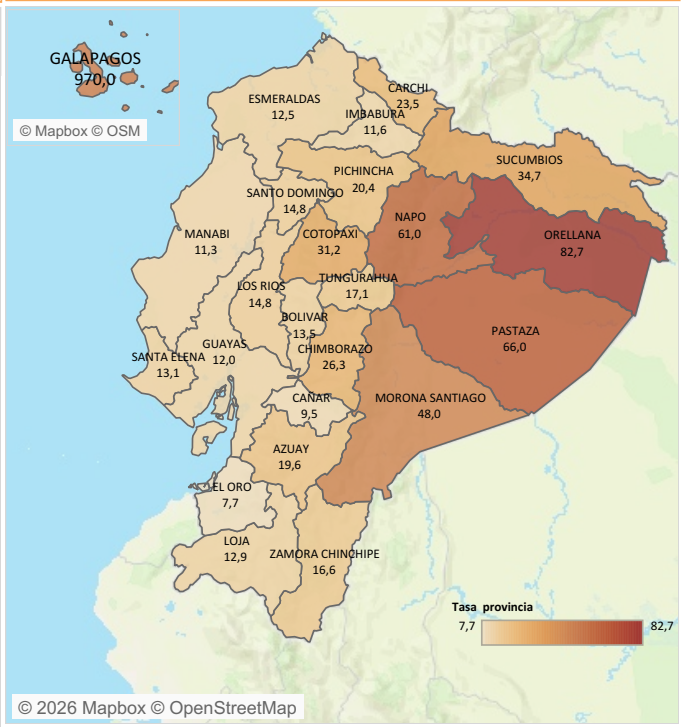 GALAPAGOS
970,0
© Mapbox © OSM
ESMERALDAS
12,5
CARCHI
23,5
IMBABURA
11,6
SUCUMBIOS
34,7
PICHINCHA
20,4
SANTO DOMINGO
14,8
NAPO
61,0
ORELLANA
82,7
MANABI
11,3
COTOPAXI
31,2
TUNGURAHUA
17,1
LOS RIOS
14,8
BOLIVAR
13,5
PASTAZA
66,0
GUAYAS
12,0
CHIMBORAZO
26,3
SANTA ELENA
13,1
CAÑAR
9,5
MORONA SANTIAGO
48,0
AZUAY
19,6
EL ORO
7,7
LOJA
12,9
ZAMORA CHINCHIPE
16,6
Tasa provincia
7,7 82,7
© 2026 Mapbox © OpenStreetMap